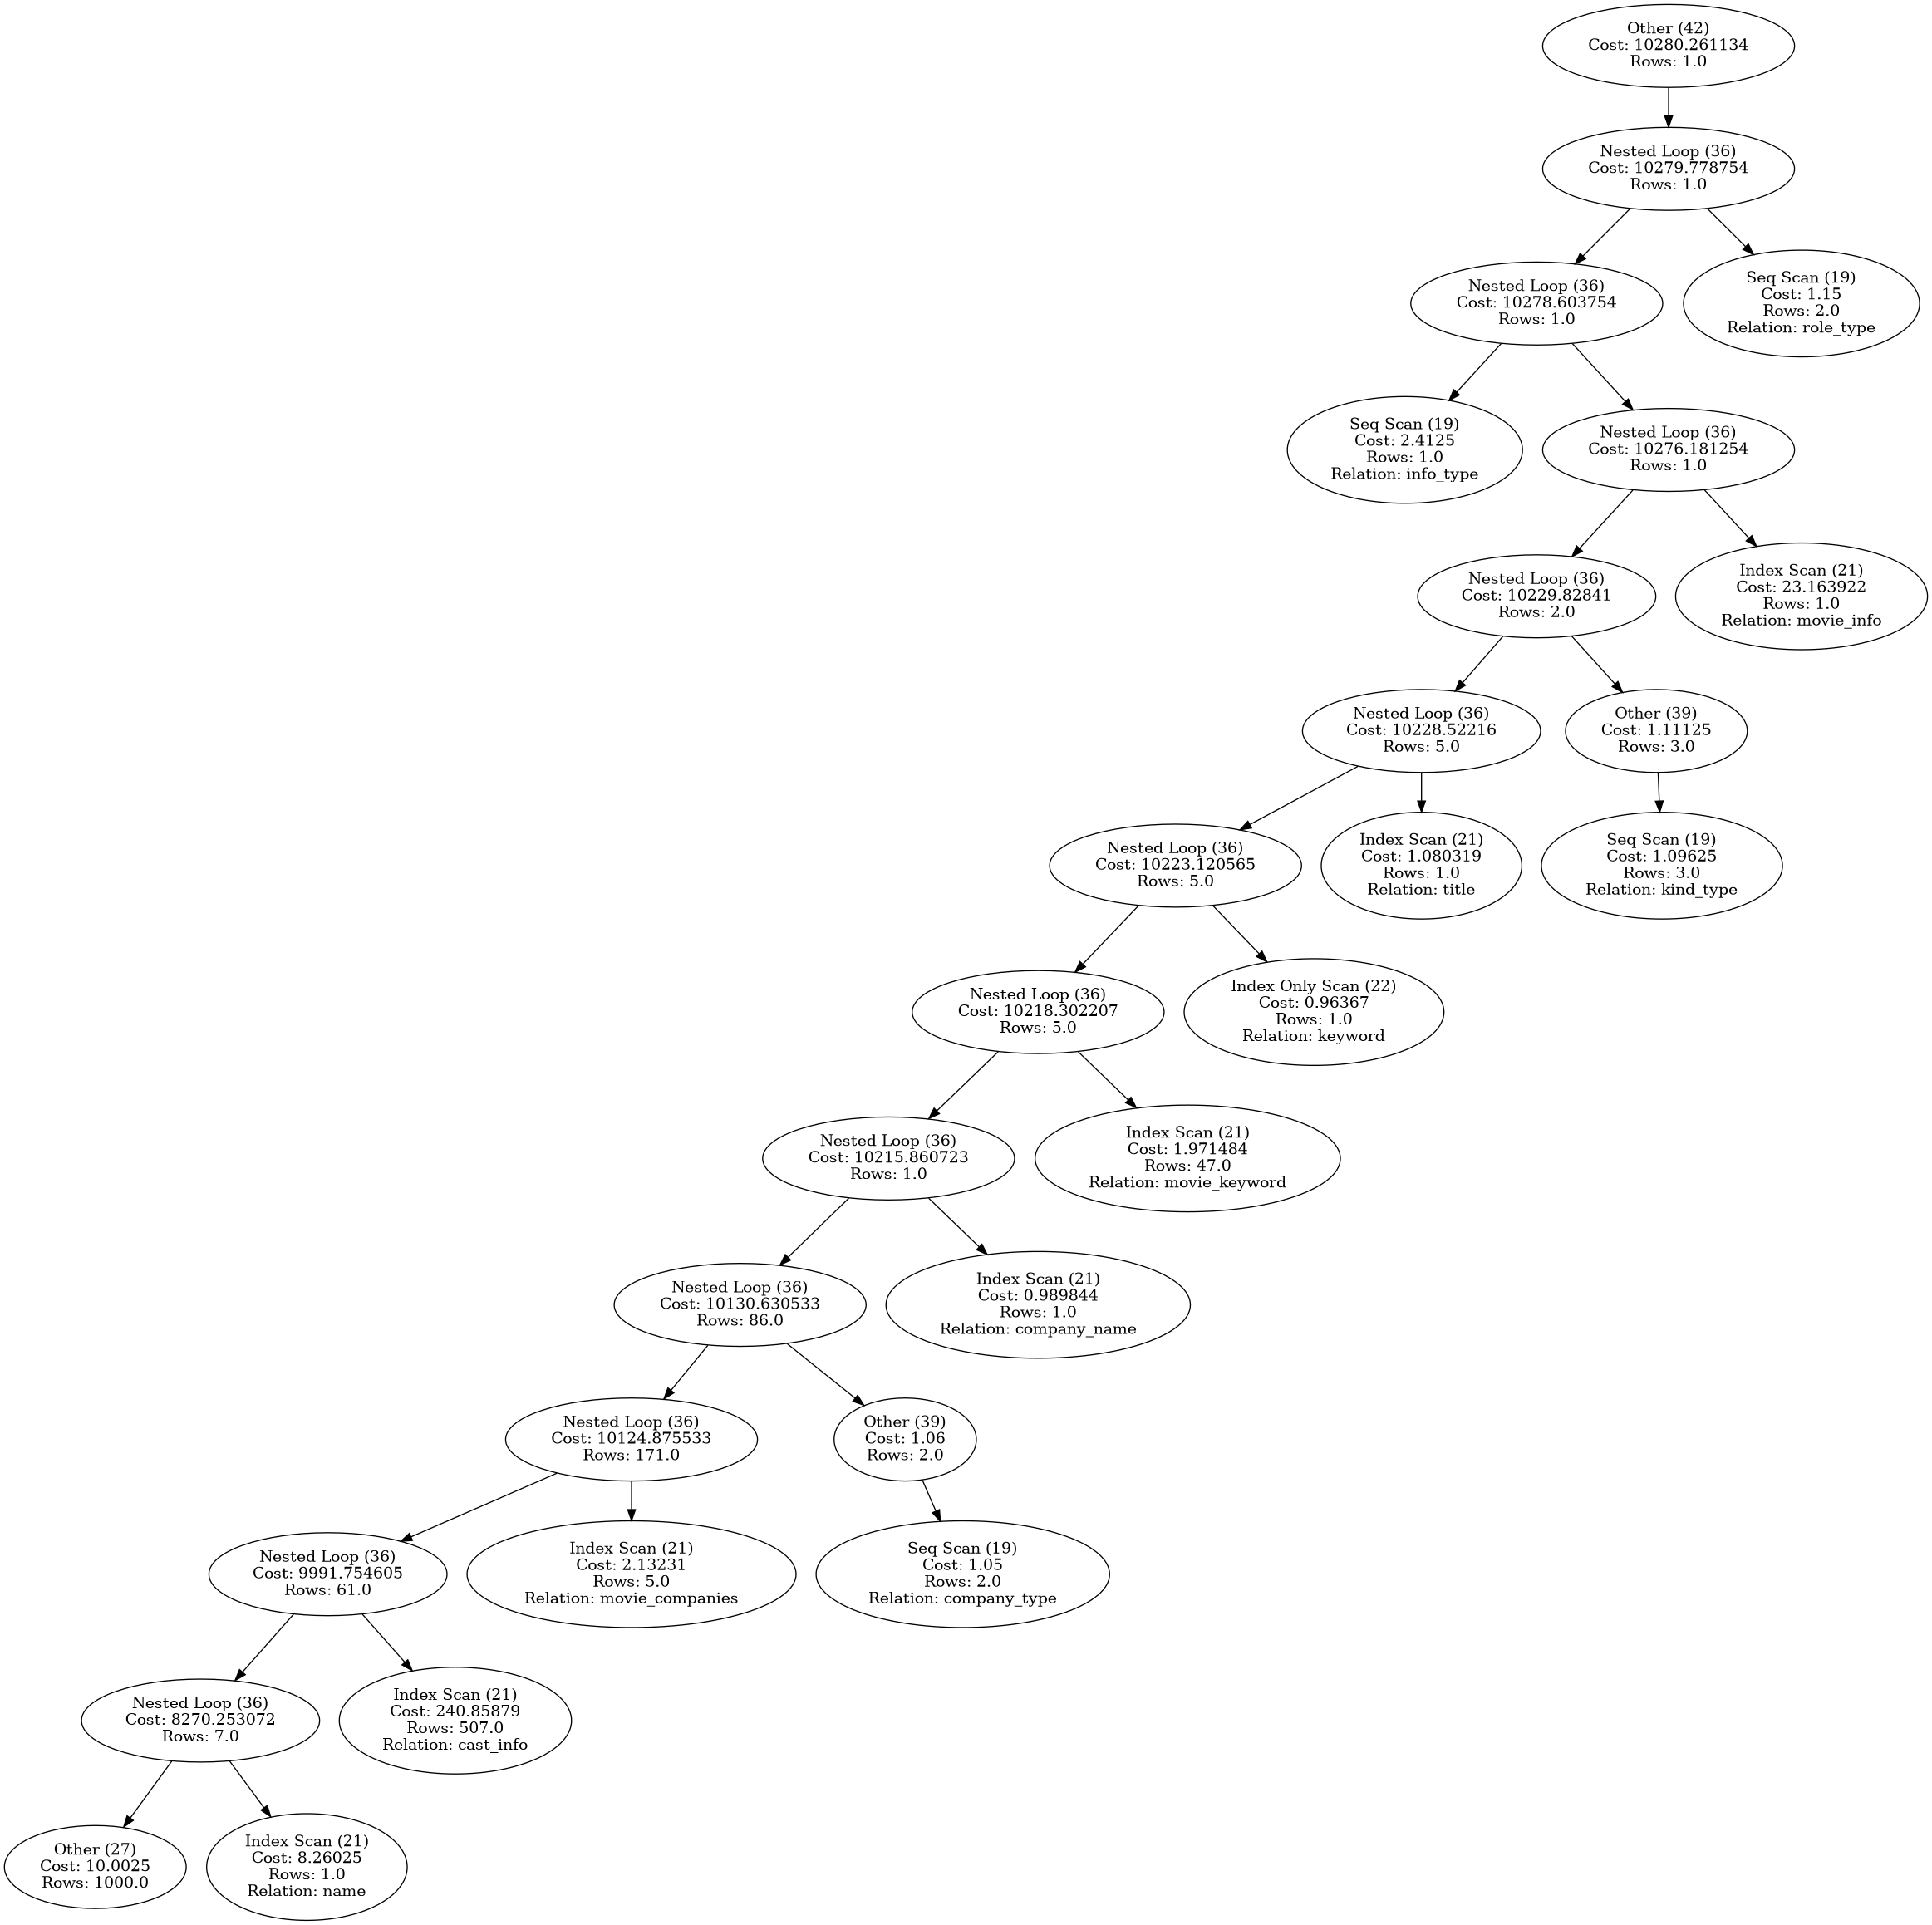 Other (42)
Cost: 10280.261134
Rows: 1.0
Nested Loop (36)
Cost: 10279.778754
Rows: 1.0
Nested Loop (36)
Cost: 10278.603754
Rows: 1.0
Seq Scan (19)
Cost: 1.15
Rows: 2.0
Relation: role_type
Seq Scan (19)
Cost: 2.4125
Rows: 1.0
Relation: info_type
Nested Loop (36)
Cost: 10276.181254
Rows: 1.0
Nested Loop (36)
Cost: 10229.82841
Rows: 2.0
Index Scan (21)
Cost: 23.163922
Rows: 1.0
Relation: movie_info
Nested Loop (36)
Cost: 10228.52216
Rows: 5.0
Other (39)
Cost: 1.11125
Rows: 3.0
Nested Loop (36)
Cost: 10223.120565
Rows: 5.0
Index Scan (21)
Cost: 1.080319
Rows: 1.0
Relation: title
Seq Scan (19)
Cost: 1.09625
Rows: 3.0
Relation: kind_type
Nested Loop (36)
Cost: 10218.302207
Rows: 5.0
Index Only Scan (22)
Cost: 0.96367
Rows: 1.0
Relation: keyword
Nested Loop (36)
Cost: 10215.860723
Rows: 1.0
Index Scan (21)
Cost: 1.971484
Rows: 47.0
Relation: movie_keyword
Nested Loop (36)
Cost: 10130.630533
Rows: 86.0
Index Scan (21)
Cost: 0.989844
Rows: 1.0
Relation: company_name
Nested Loop (36)
Cost: 10124.875533
Rows: 171.0
Other (39)
Cost: 1.06
Rows: 2.0
Nested Loop (36)
Cost: 9991.754605
Rows: 61.0
Index Scan (21)
Cost: 2.13231
Rows: 5.0
Relation: movie_companies
Seq Scan (19)
Cost: 1.05
Rows: 2.0
Relation: company_type
Nested Loop (36)
Cost: 8270.253072
Rows: 7.0
Index Scan (21)
Cost: 240.85879
Rows: 507.0
Relation: cast_info
Other (27)
Cost: 10.0025
Rows: 1000.0
Index Scan (21)
Cost: 8.26025
Rows: 1.0
Relation: name